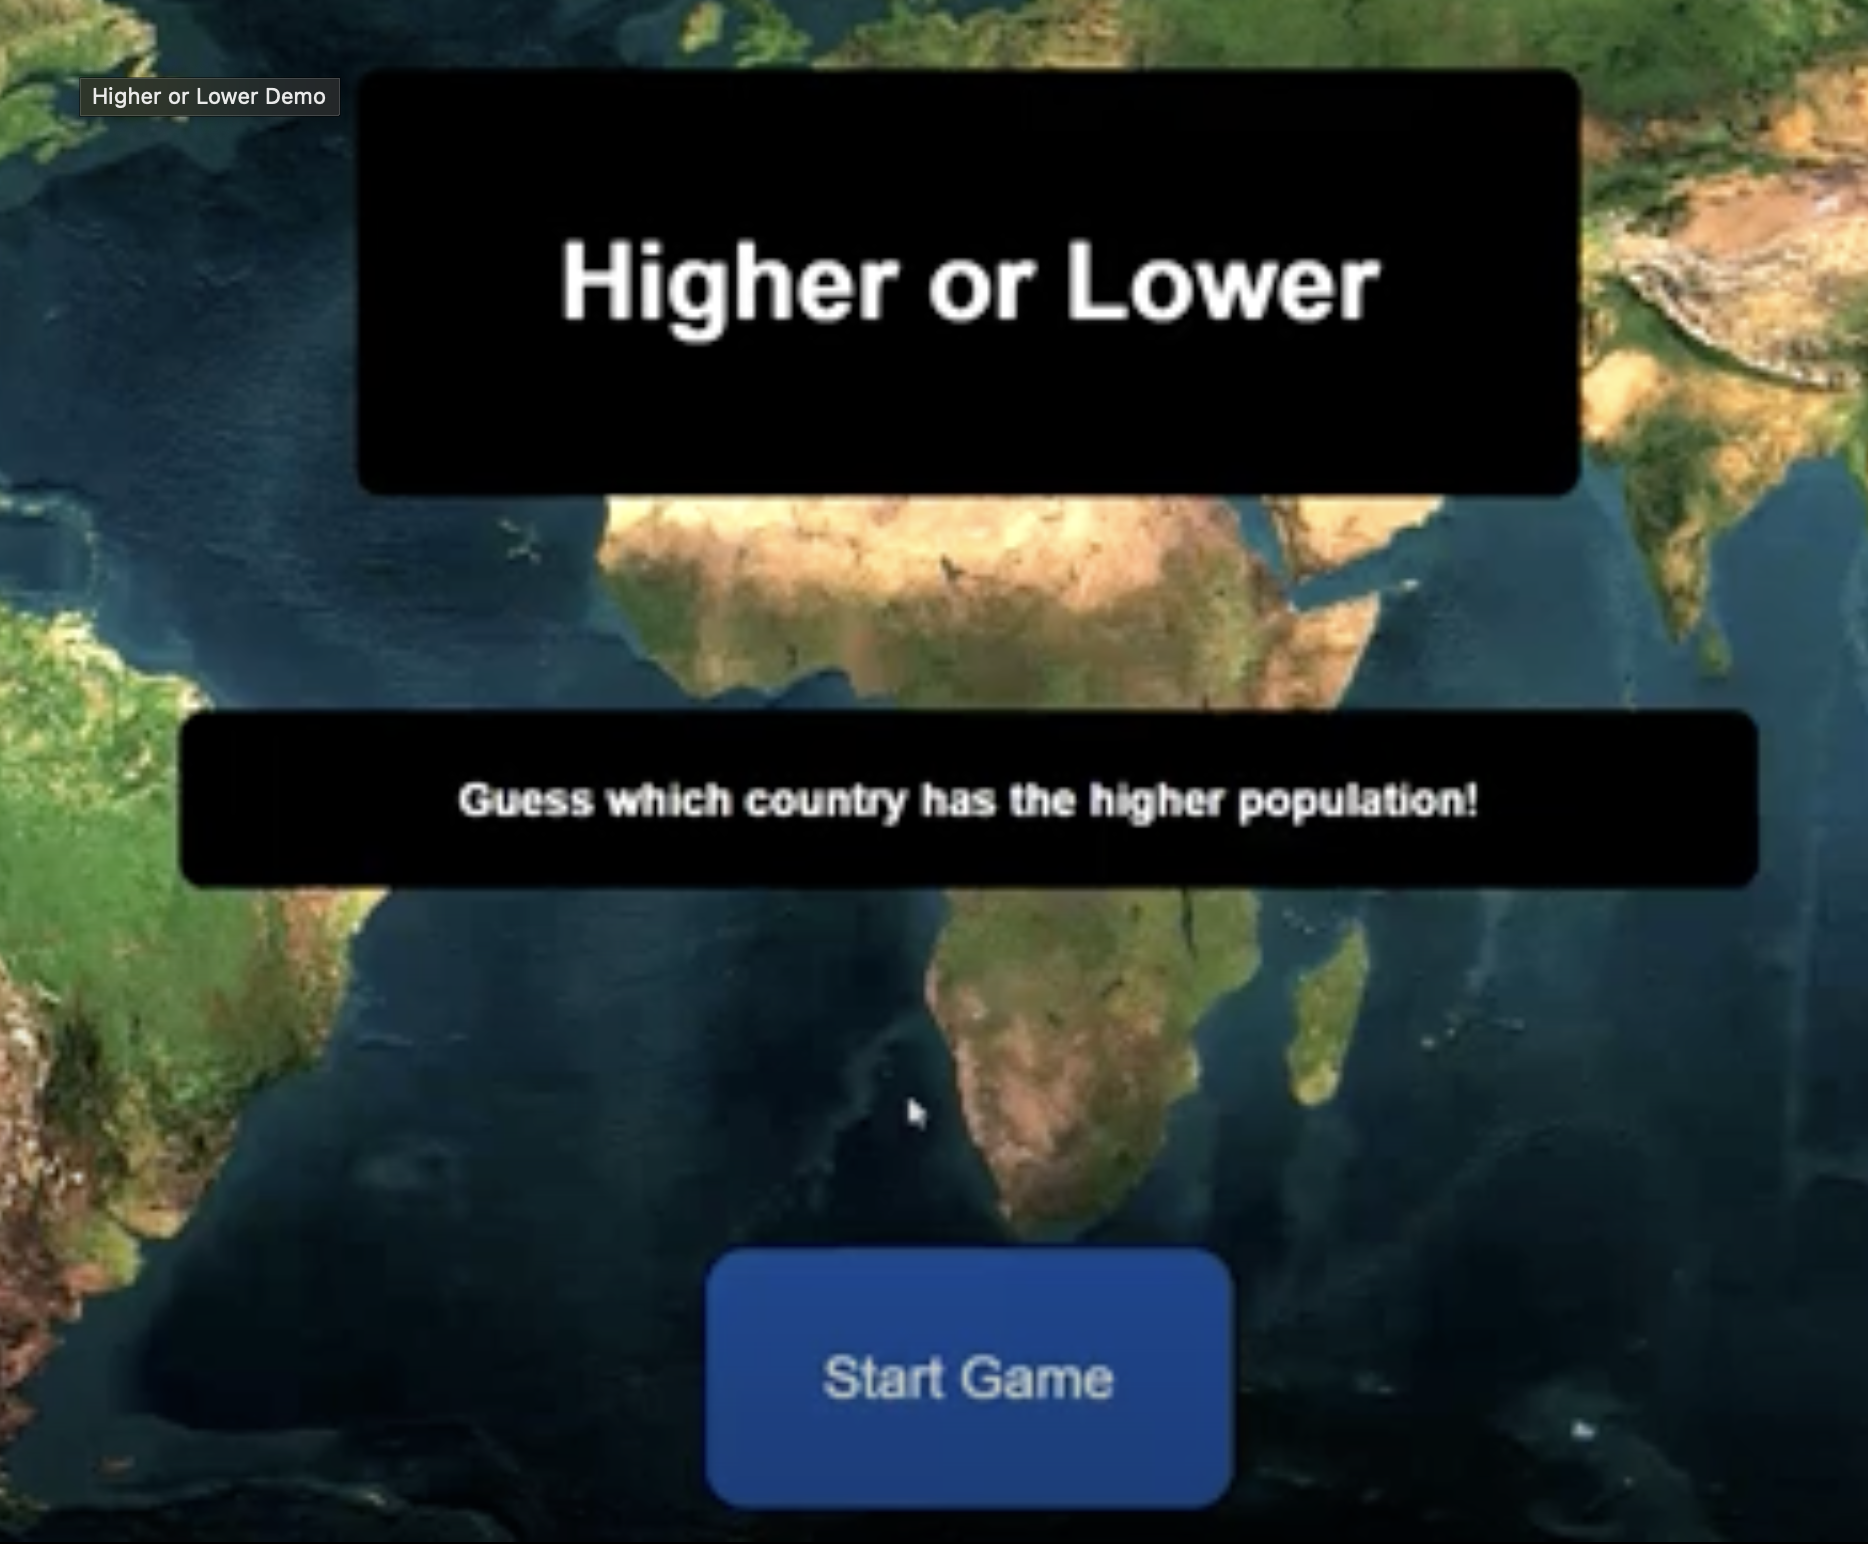 Higher or Lower Demo
Higher or Lower
Guess which country has the higher population!
Start Game